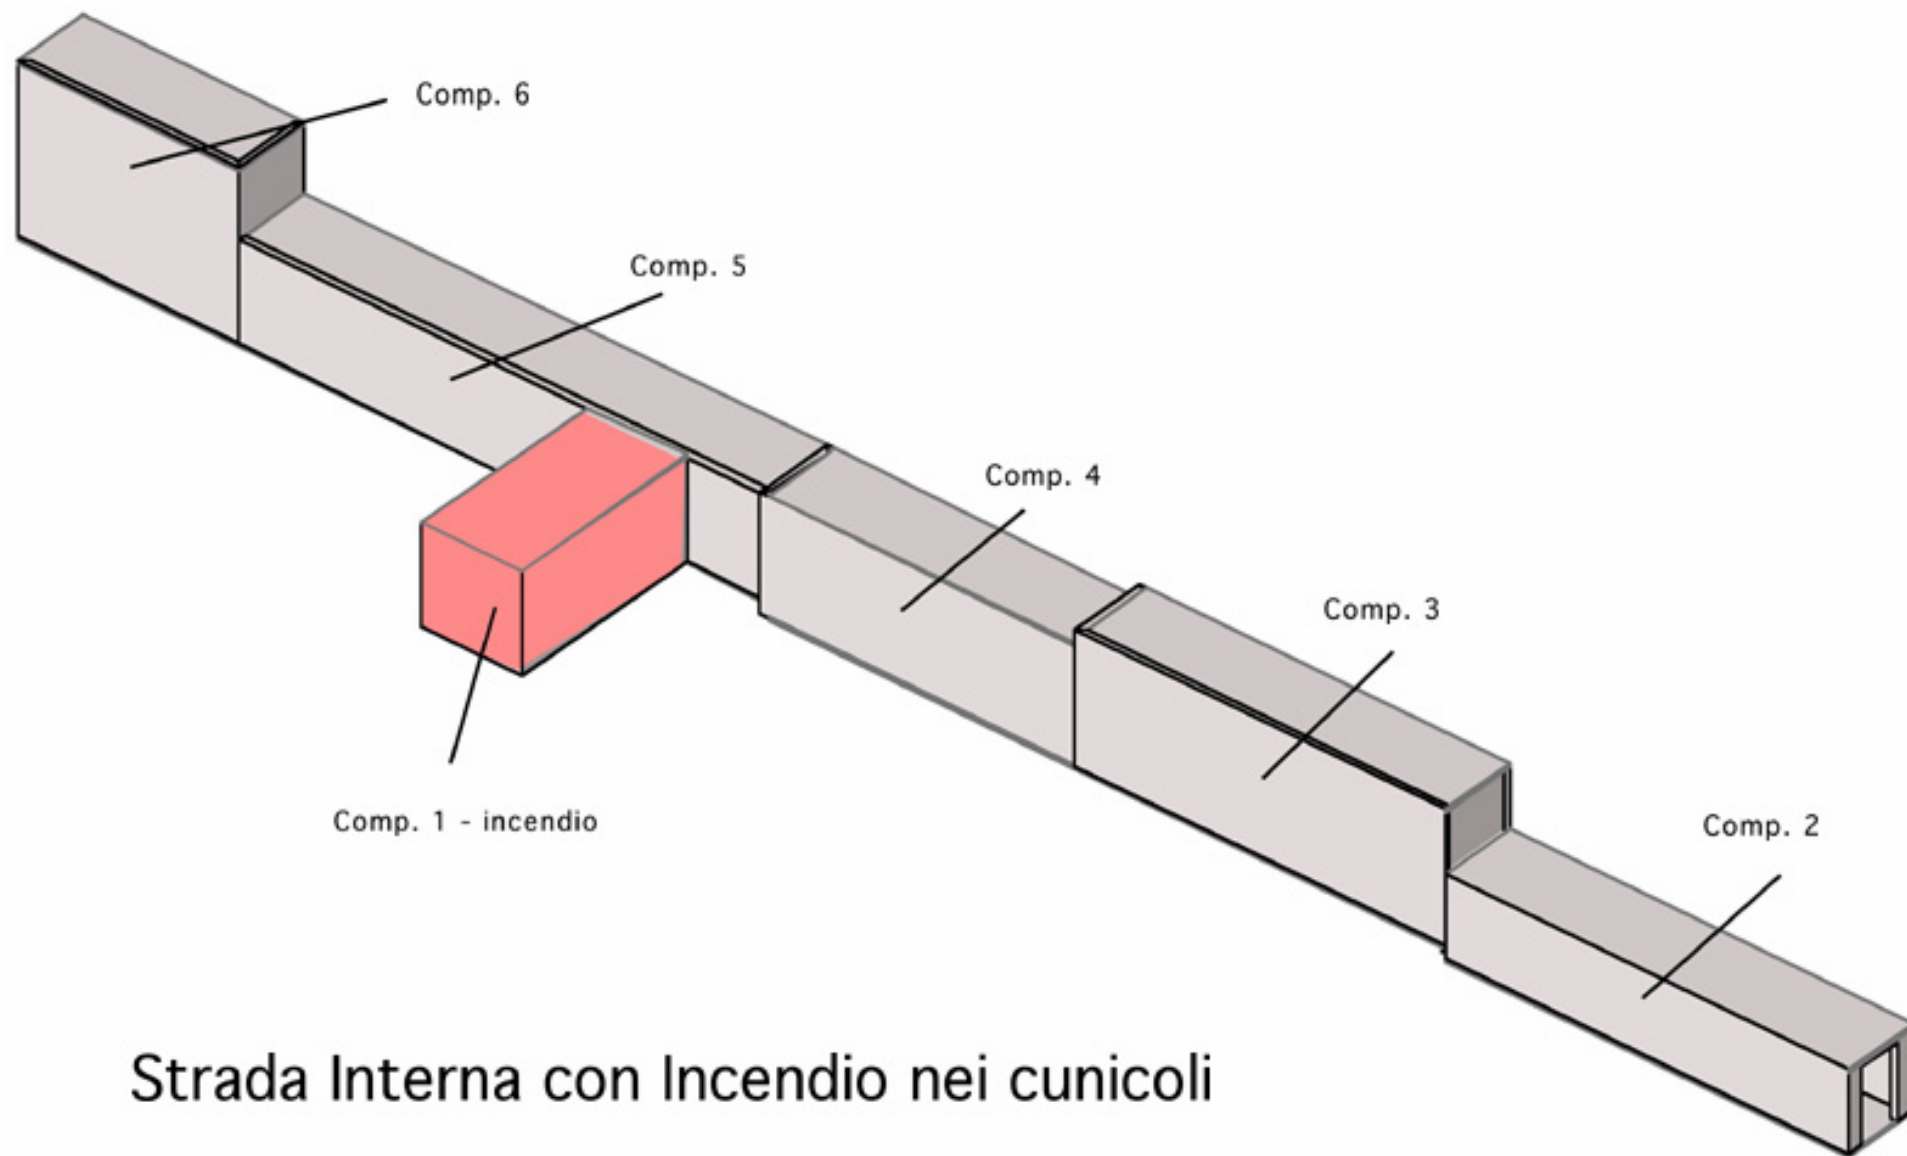 Comp. 6
Comp. 5
Comp. 4
Comp. 3
Comp. 2
Comp. 1 - incendio
Strada Interna con Incendio nei cunicoli